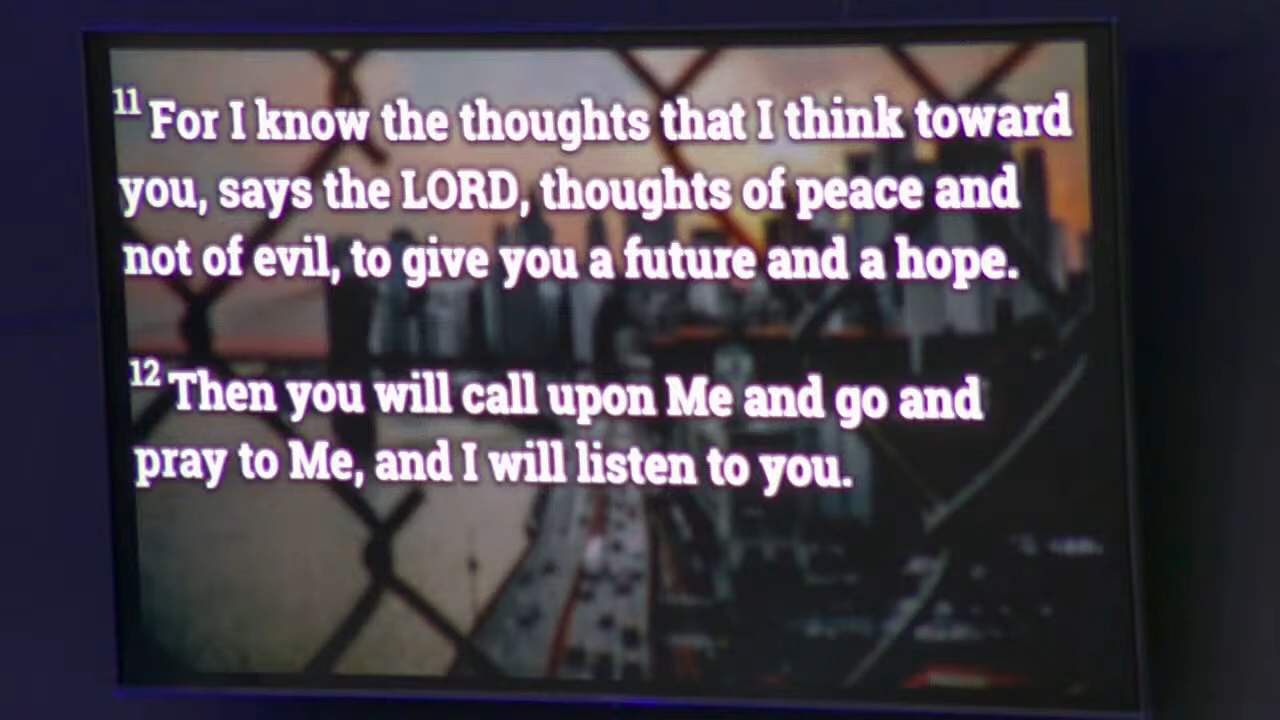 11 For I know the thoughts that I think toward
you, says the LORD, thoughts of peace and
not of evil, to give you a future and a hope.
12 Then you will call upon Me and go and
pray to Me, and I will listen to you.